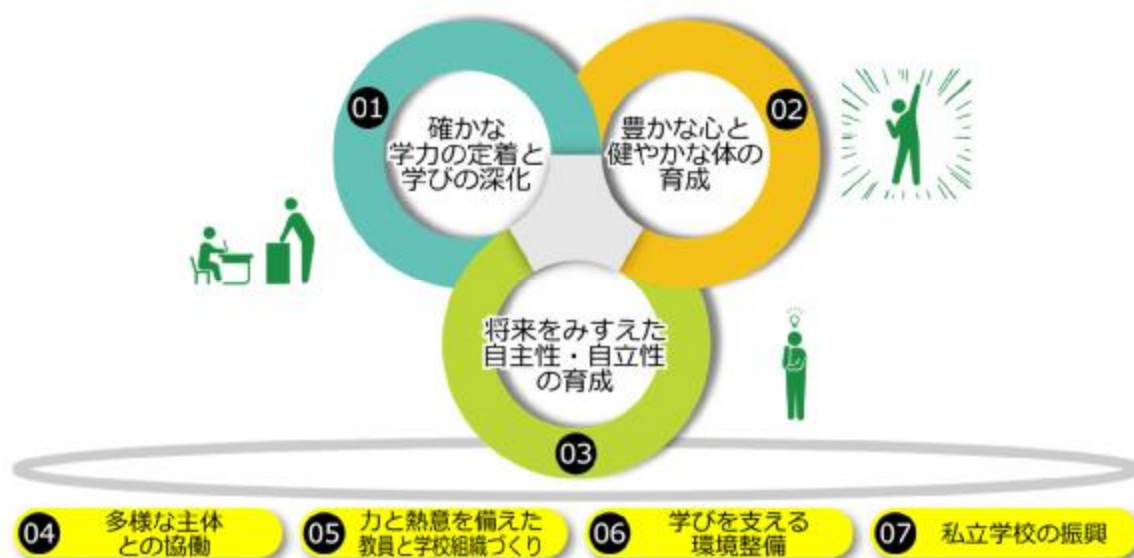 01
確かな
学力の定着と
学びの深化
02
豊かな心と
健やかな体の
育成
将来をみすえた
自主性・自立性
の育成
03
04
多様な主体
との協働
05
力と熱意を備えた
教員と学校組織づくり
06
学びを支える
環境整備
07
私立学校の振興